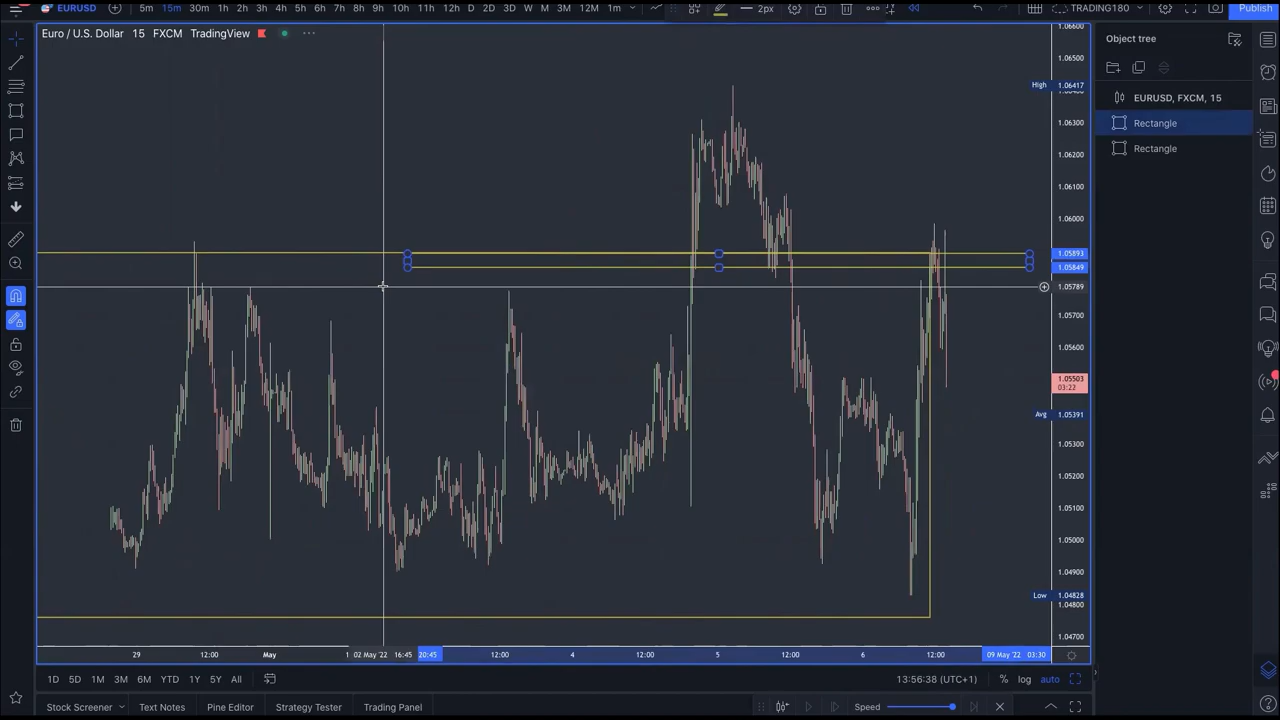 EURUSD 5m 15m 30m 1h 2h 3h 4h 5h 6h 7h 8h 9h 10h 11h 12h D 2D 3D W M 3M 12M 1m 2px TRADING180 Publish
Euro / U.S. Dollar 15 FXCM TradingView
Object tree
EURUSD, FXCM, 15
Rectangle
Rectangle
1.06600
1.06500
High 1.06417
1.06300
1.06200
1.06100
1.06000
1.05893
1.05849
1.05789
1.05700
1.05600
1.05503
03:22
Avg 1.05391
1.05300
1.05200
1.05100
1.05000
1.04900
Low 1.04828
1.04800
1.04700
29 12:00 May 1 02 May '22 16:45 20:45 12:00 4 12:00 5 12:00 6 12:00 09 May '22 03:30
1D 5D 1M 3M 6M YTD 1Y 5Y All 13:56:38 (UTC+1) % log auto
Stock Screener Text Notes Pine Editor Strategy Tester Trading Panel Speed